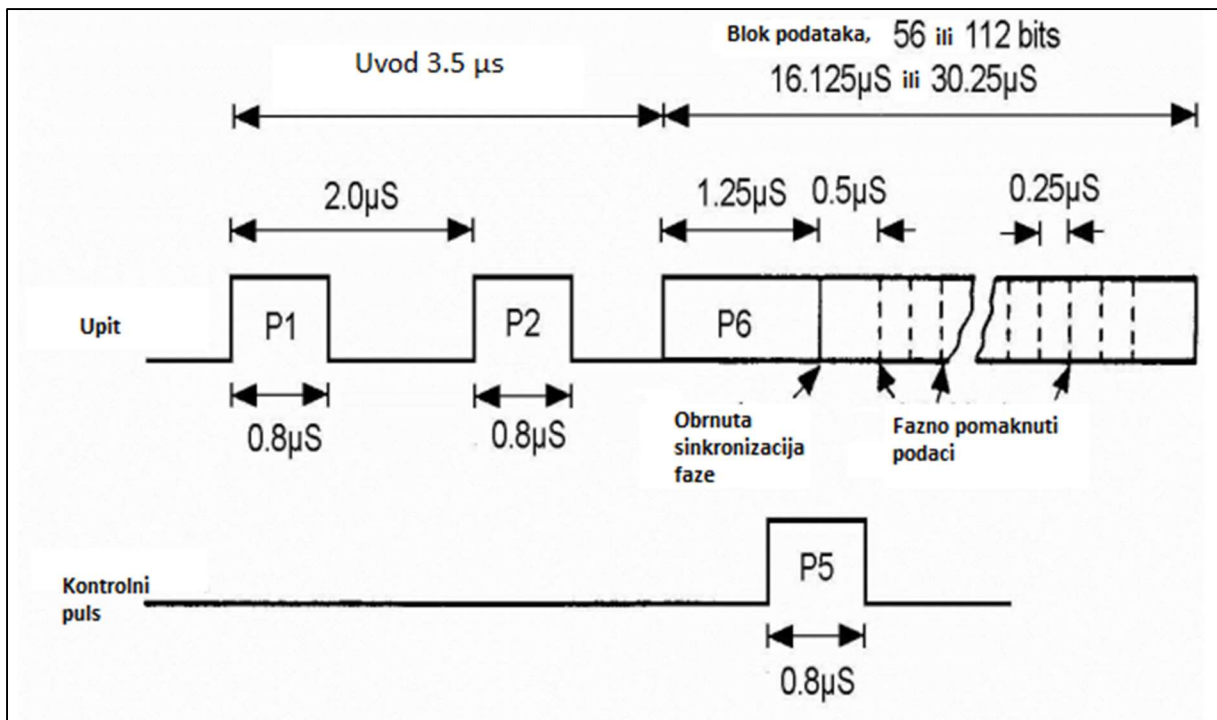 Uvod 3.5 μs
Blok podataka, 56 ili 112 bits
16.125μS ili 30.25μS
2.0μS
1.25μS
0.5μS
0.25μS
Upit
P1
P2
P6
0.8μS
0.8μS
Obrnuta
sinkronizacija
faze
Fazno pomaknuti
podaci
Kontrolni
puls
P5
0.8μS